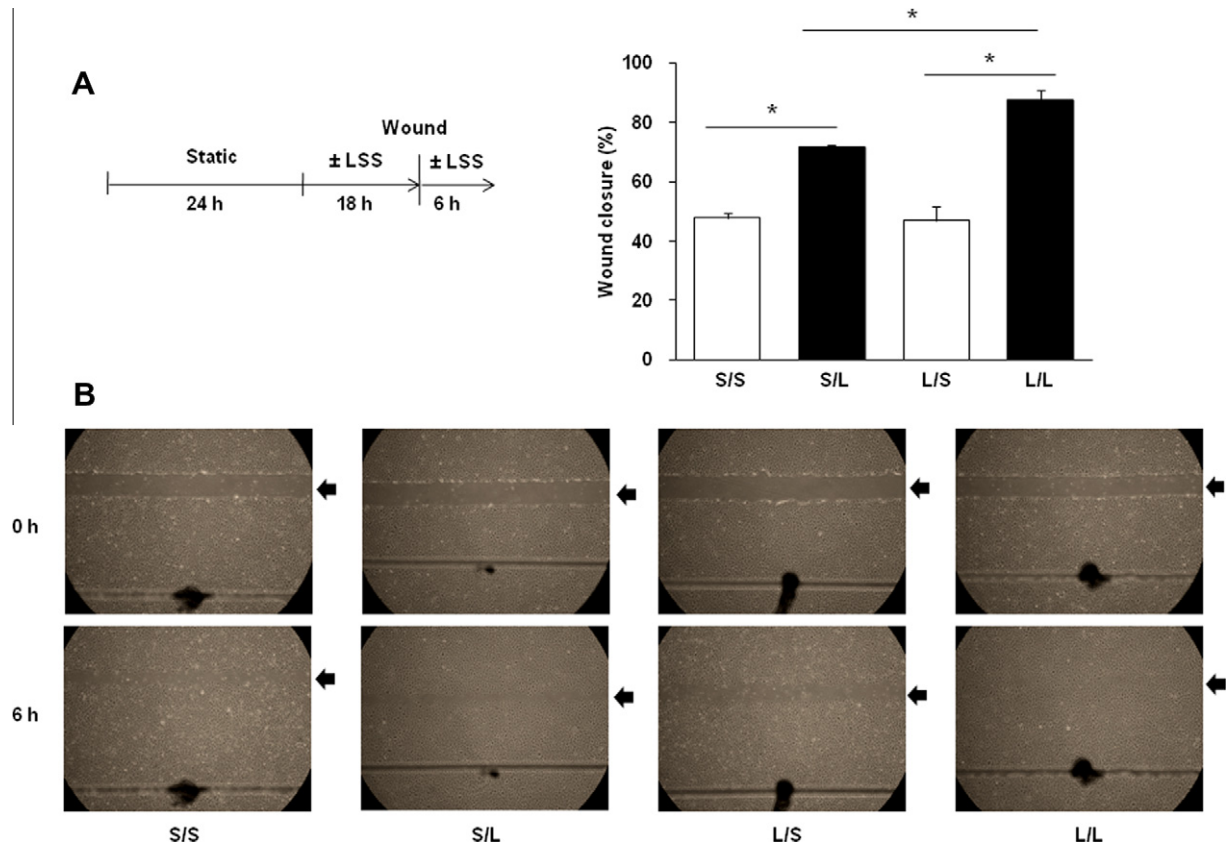 A
Wound
Static
± LSS
± LSS
24 h
18 h
6 h
*
*
*
100
80
60
40
20
0
Wound closure (%)
S/S
S/L
L/S
L/L
B
0 h
6 h
S/S
S/L
L/S
L/L